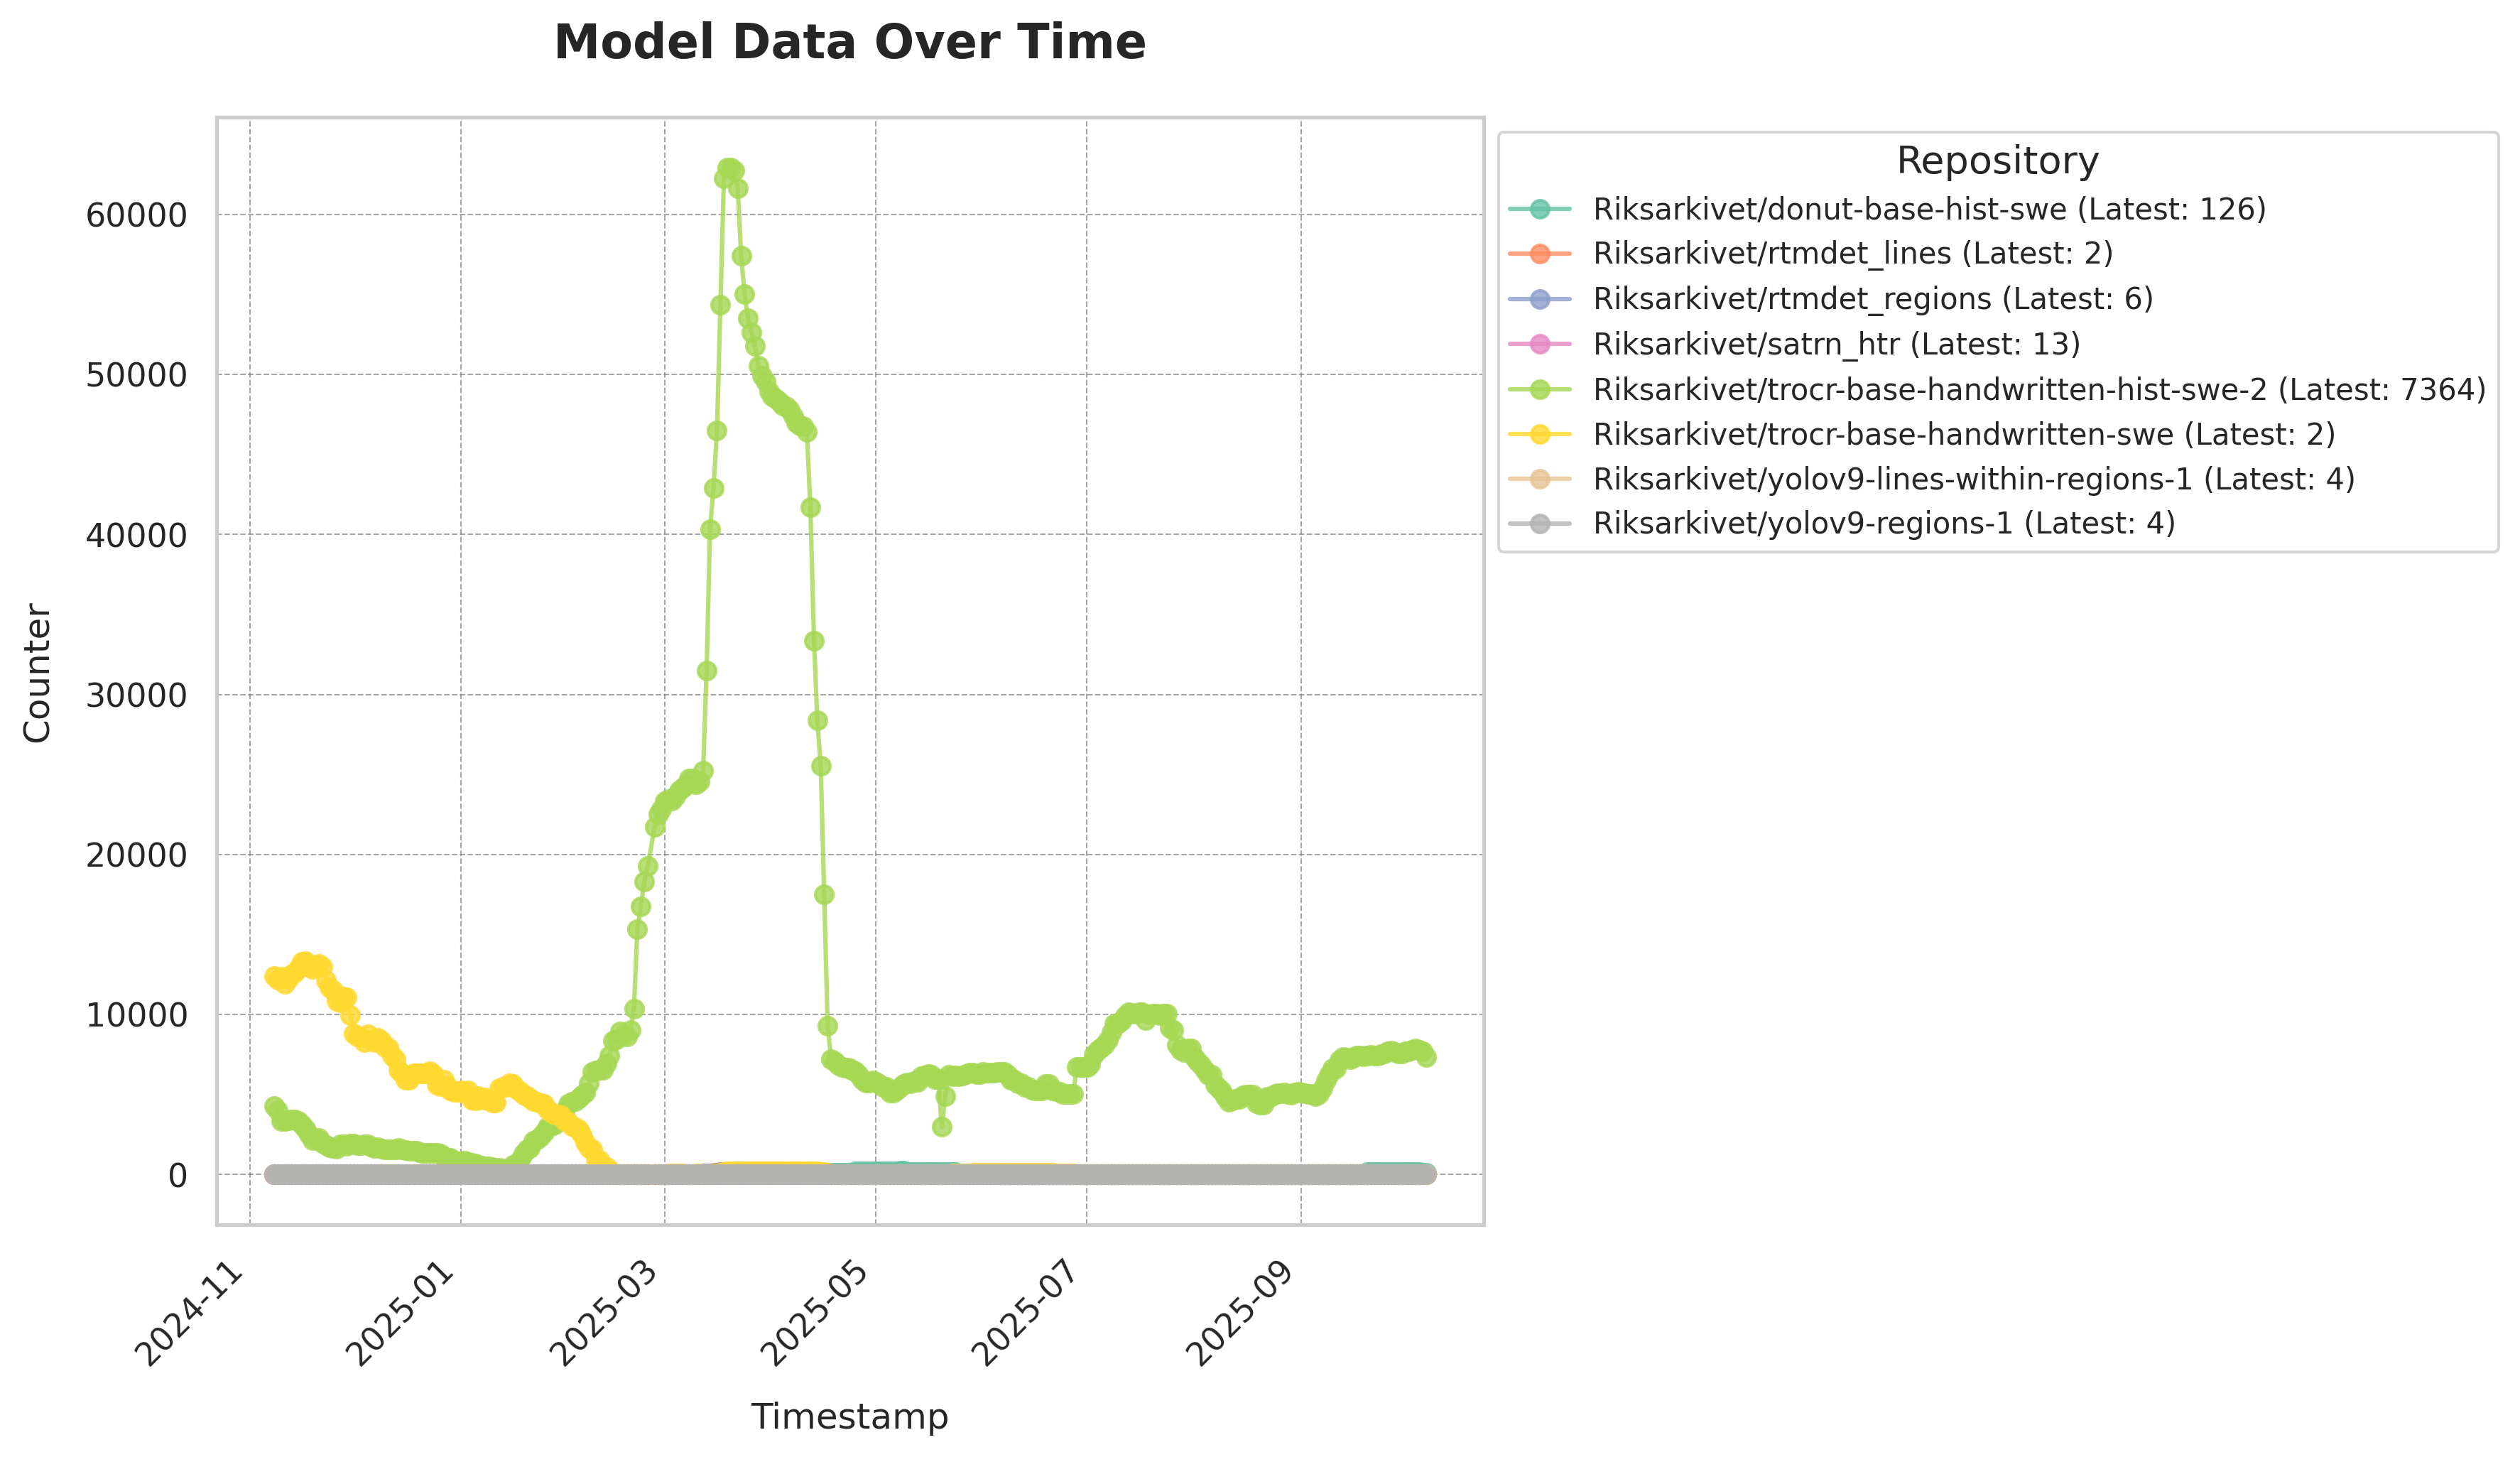 Model Data Over Time
Repository
Riksarkivet/donut-base-hist-swe (Latest: 126)
Riksarkivet/rtmdet_lines (Latest: 2)
Riksarkivet/rtmdet_regions (Latest: 6)
Riksarkivet/satrn_htr (Latest: 13)
Riksarkivet/trocr-base-handwritten-hist-swe-2 (Latest: 7364)
Riksarkivet/trocr-base-handwritten-swe (Latest: 2)
Riksarkivet/yolov9-lines-within-regions-1 (Latest: 4)
Riksarkivet/yolov9-regions-1 (Latest: 4)
Counter
60000
50000
40000
30000
20000
10000
0
2024-11
2025-01
2025-03
2025-05
2025-07
2025-09
Timestamp